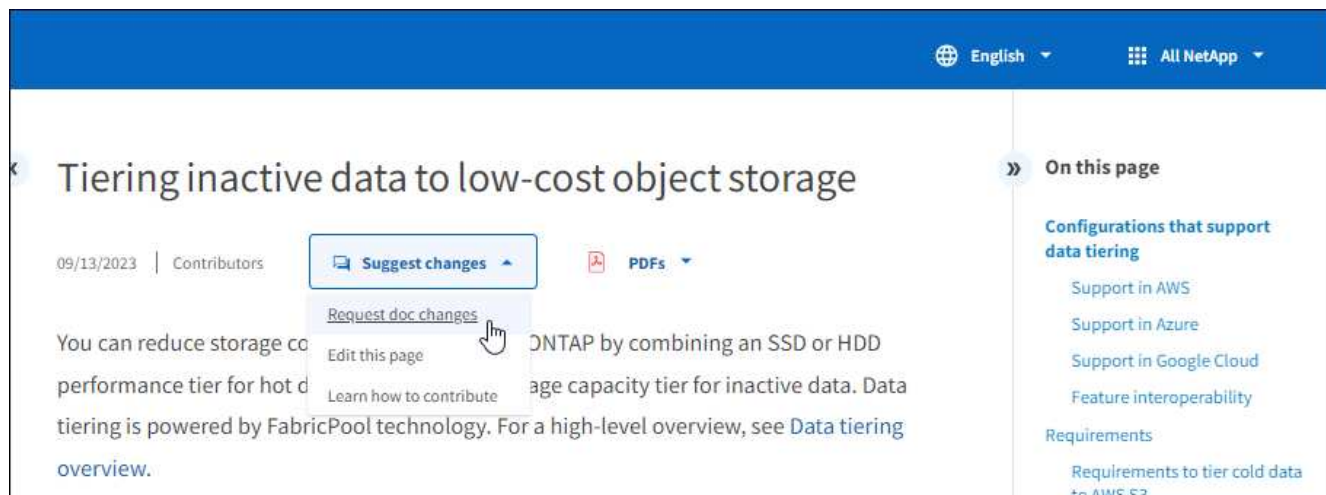 English
All NetApp
Tiering inactive data to low-cost object storage
09/13/2023 | Contributors
Suggest changes
PDFs
Request doc changes
Edit this page
Learn how to contribute
You can reduce storage co ONTAP by combining an SSD or HDD
performance tier for hot d age capacity tier for inactive data. Data
tiering is powered by FabricPool technology. For a high-level overview, see Data tiering
overview.
On this page
Configurations that support
data tiering
Support in AWS
Support in Azure
Support in Google Cloud
Feature interoperability
Requirements
Requirements to tier cold data
to AWS S3